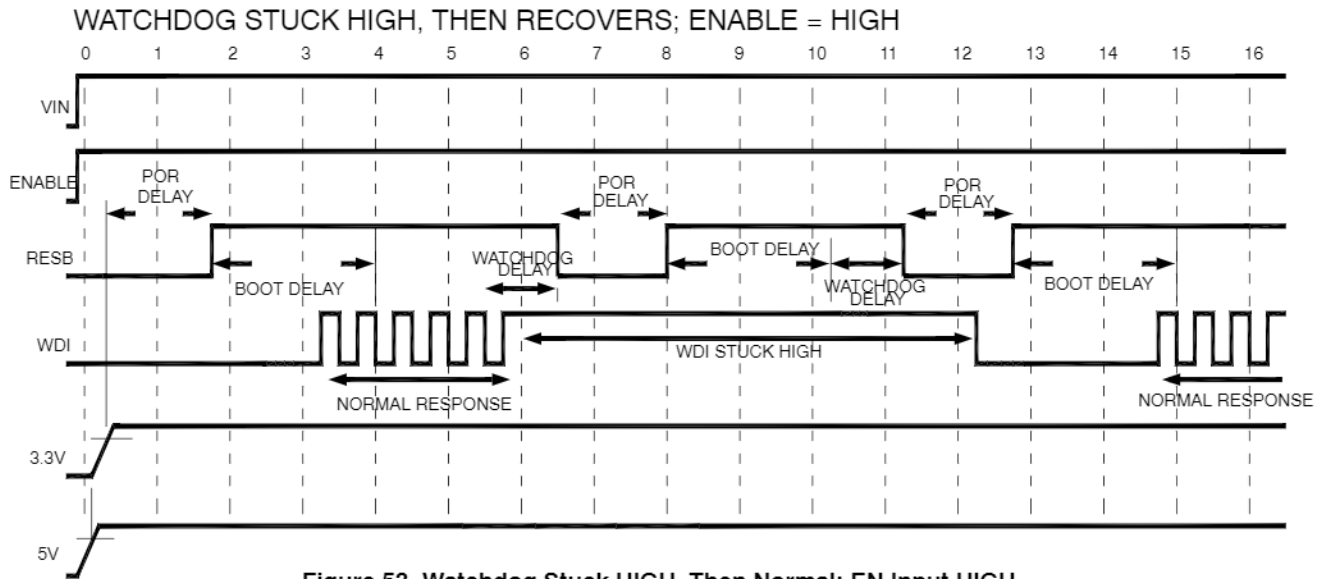 WATCHDOG STUCK HIGH, THEN RECOVERS; ENABLE = HIGH
0 1 2 3 4 5 6 7 8 9 10 11 12 13 14 15 16
VIN
ENABLE
POR DELAY
POR DELAY
POR DELAY
RESB
BOOT DELAY
WATCHDOG DELAY
BOOT DELAY
WATCHDOG DELAY
BOOT DELAY
WDI
WDI STUCK HIGH
NORMAL RESPONSE
NORMAL RESPONSE
3.3V
5V
Figure 53. Watchdog Stuck HIGH, Then Normal; EN Input HIGH